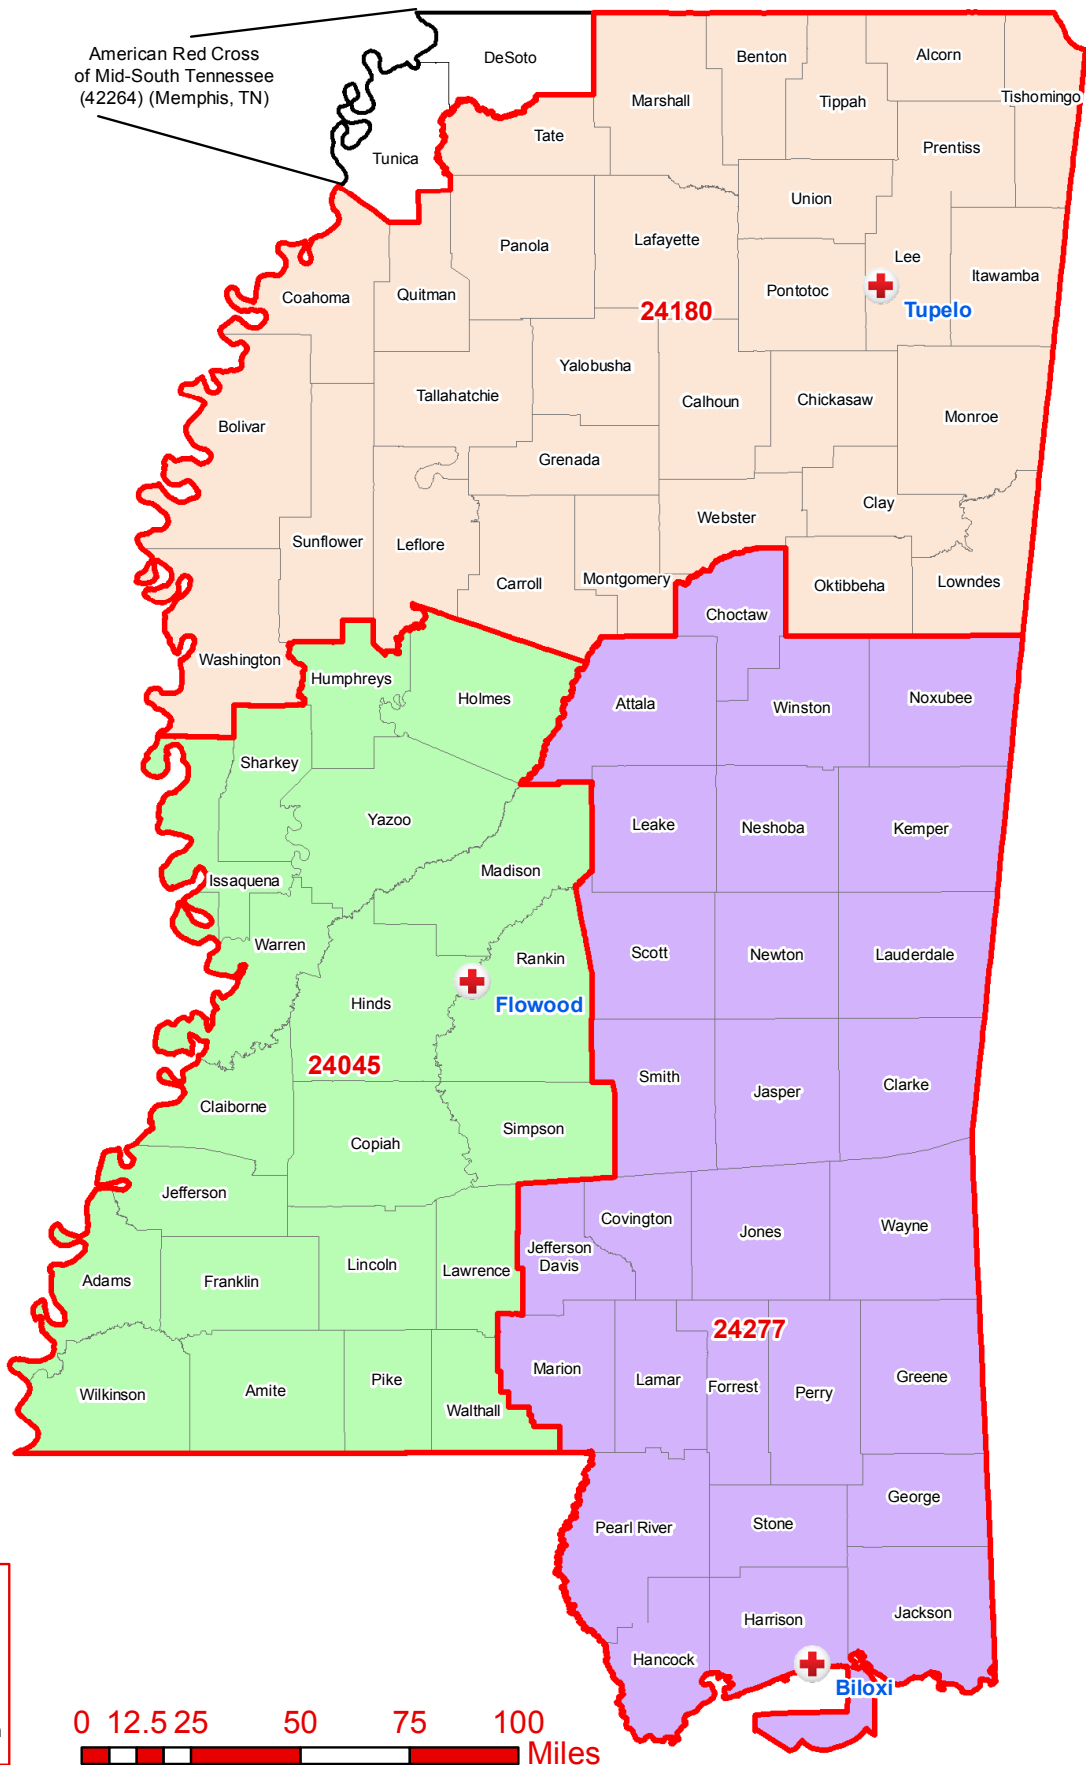 American Red Cross
of Mid-South Tennessee
(42264) (Memphis, TN)
DeSoto
Tunica
Tate
Marshall
Benton
Tippah
Alcorn
Tishomingo
Prentiss
Union
Panola
Lafayette
Lee
Itawamba
Pontotoc
Coahoma
Quitman
24180
Tupelo
Yalobusha
Tallahatchie
Calhoun
Chickasaw
Monroe
Bolivar
Grenada
Clay
Webster
Sunflower
Leflore
Carroll
Montgomery
Oktibbeha
Lowndes
Choctaw
Washington
Humphreys
Holmes
Attala
Winston
Noxubee
Sharkey
Yazoo
Leake
Neshoba
Kemper
Madison
Issaquena
Warren
Rankin
Scott
Newton
Lauderdale
Hinds
Flowood
24045
Smith
Jasper
Clarke
Claiborne
Copiah
Simpson
Jefferson
Covington
Jones
Wayne
Jefferson
Davis
Adams
Franklin
Lincoln
Lawrence
24277
Marion
Lamar
Forrest
Perry
Greene
Wilkinson
Amite
Pike
Walthall
George
Pearl River
Stone
Harrison
Jackson
Hancock
Biloxi
0 12.5 25 50 75 100
Miles